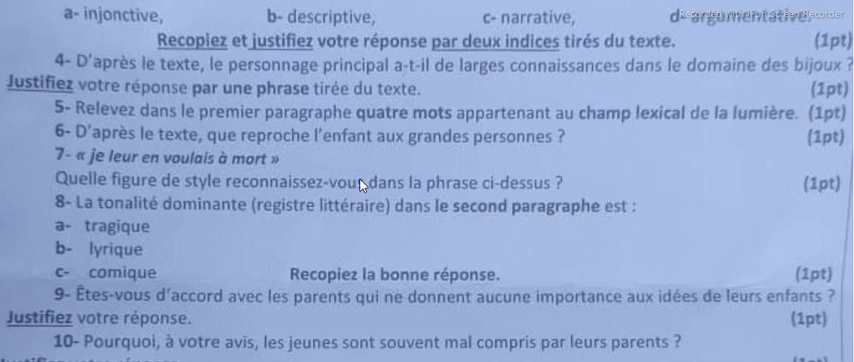 a- injonctive, b- descriptive, c- narrative, d- argumentative.
Recopiez et justifiez votre réponse par deux indices tirés du texte. (1pt)
4- D'après le texte, le personnage principal a-t-il de larges connaissances dans le domaine des bijoux ?
Justifiez votre réponse par une phrase tirée du texte. (1pt)
5- Relevez dans le premier paragraphe quatre mots appartenant au champ lexical de la lumière. (1pt)
6- D'après le texte, que reproche l'enfant aux grandes personnes ? (1pt)
7- « je leur en voulais à mort »
Quelle figure de style reconnaissez-vous dans la phrase ci-dessus ? (1pt)
8- La tonalité dominante (registre littéraire) dans le second paragraphe est :
a- tragique
b- lyrique
c- comique Recopiez la bonne réponse. (1pt)
9- Êtes-vous d'accord avec les parents qui ne donnent aucune importance aux idées de leurs enfants ?
Justifiez votre réponse. (1pt)
10- Pourquoi, à votre avis, les jeunes sont souvent mal compris par leurs parents ?